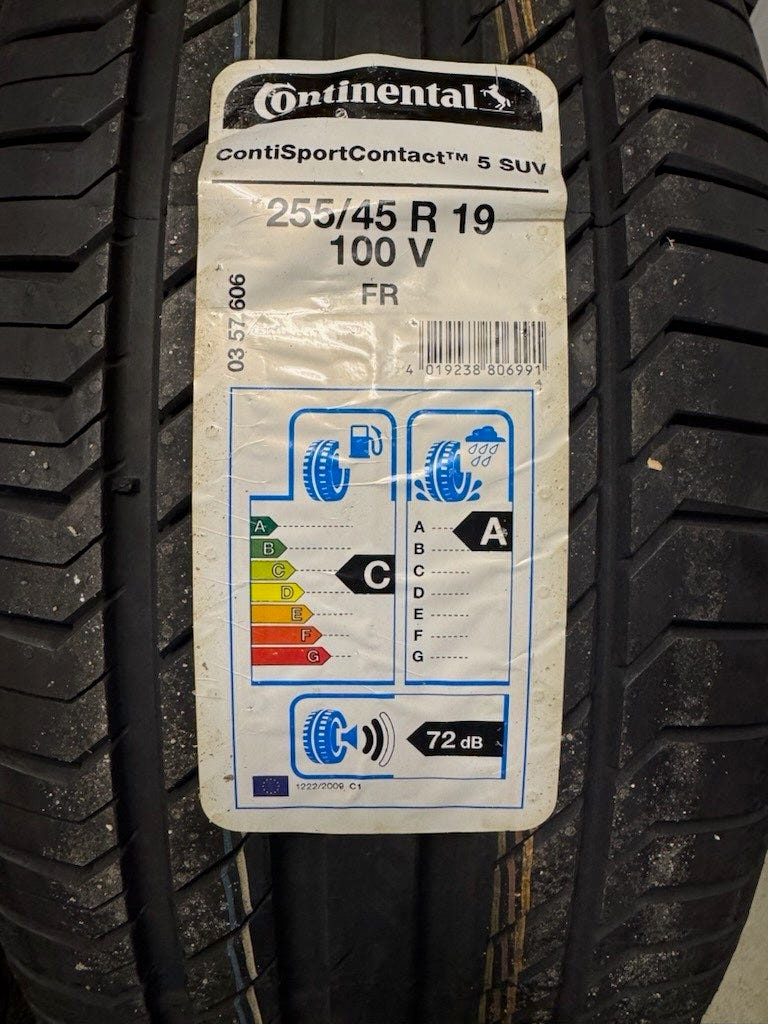 Continental
ContiSportContact™ 5 SUV
255/45 R 19
100 V
FR
03 57 606
4 019238 806991
A
B
C
D
E
F
G
C
A
B
C
D
E
F
G
A
72 dB
1222/2009 C1